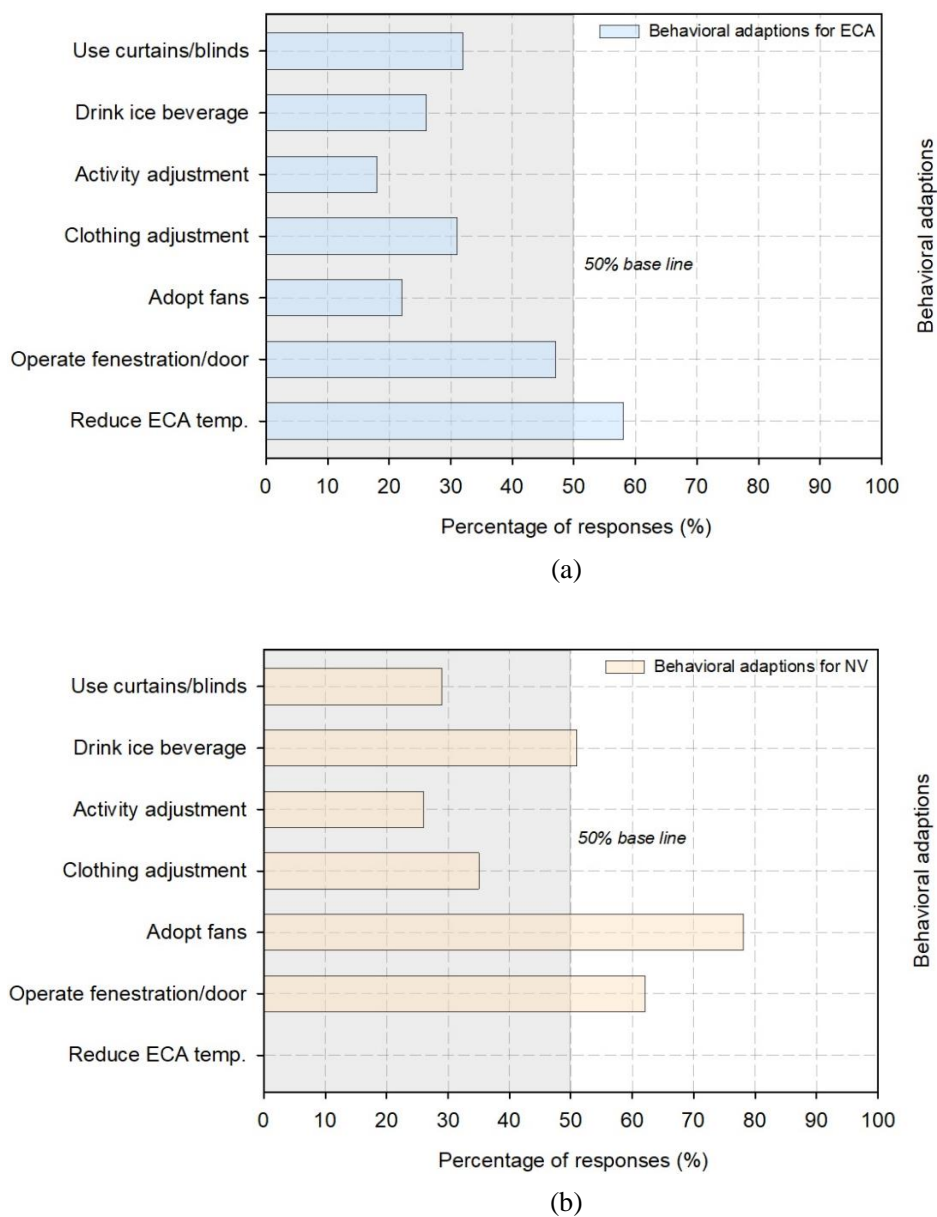 Behavioral adaptions for ECA
Use curtains/blinds
Drink ice beverage
Activity adjustment
Clothing adjustment
50% base line
Adopt fans
Operate fenestration/door
Reduce ECA temp.
Behavioral adaptions
0 10 20 30 40 50 60 70 80 90 100
Percentage of responses (%)
(a)
Behavioral adaptions for NV
Use curtains/blinds
Drink ice beverage
Activity adjustment
50% base line
Clothing adjustment
Adopt fans
Operate fenestration/door
Reduce ECA temp.
Behavioral adaptions
0 10 20 30 40 50 60 70 80 90 100
Percentage of responses (%)
(b)